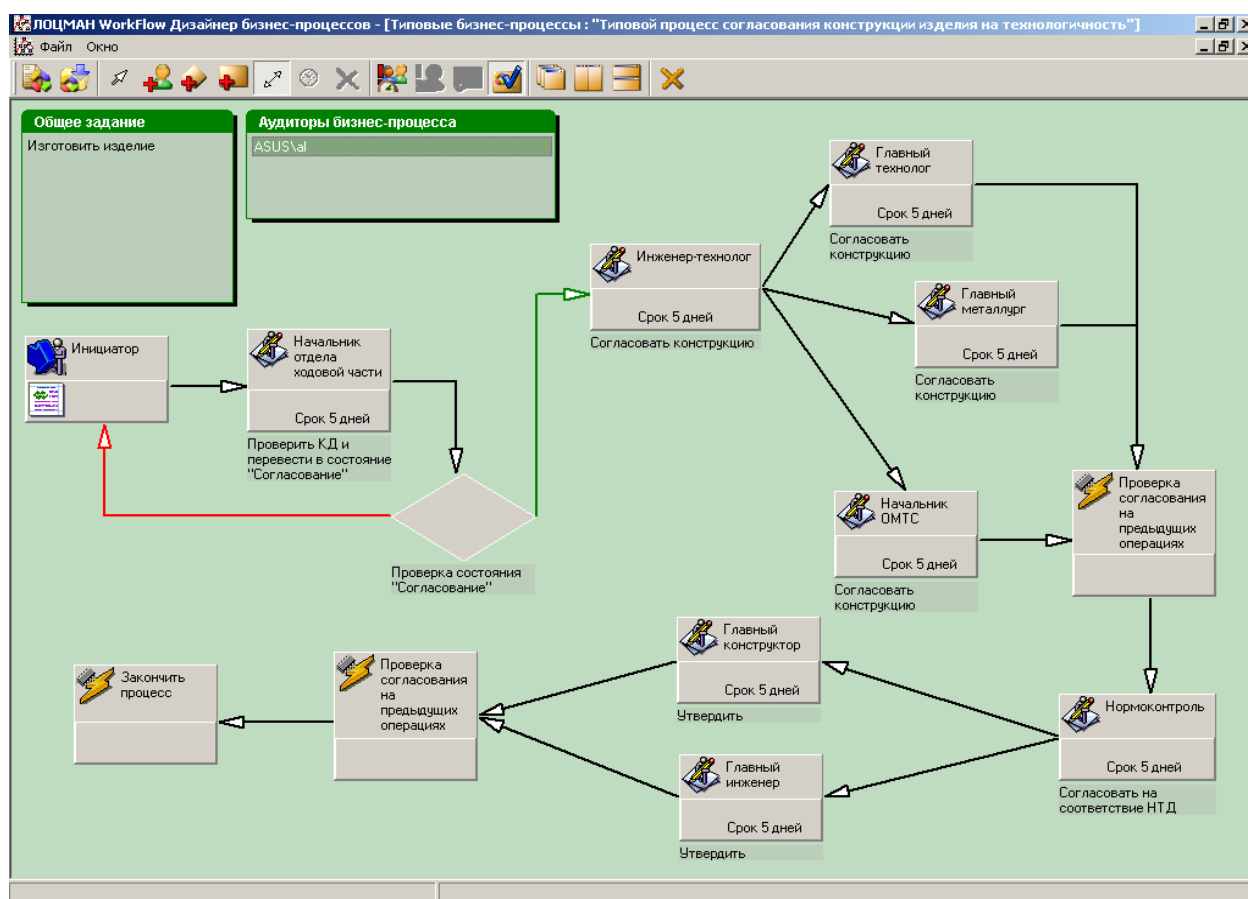 ЛОЦМАН WorkFlow Дизайнер бизнес-процессов - [Типовые бизнес-процессы : "Типовой процесс согласования конструкции изделия на технологичность"]
Файл Окно
Общее задание
Изготовить изделие
Аудиторы бизнес-процесса
ASUS\al
Главный
технолог
Срок 5 дней
Согласовать
конструкцию
Инженер-технолог
Срок 5 дней
Согласовать конструкцию
Главный
металлург
Срок 5 дней
Согласовать
конструкцию
Инициатор
Начальник
отдела
ходовой части
Срок 5 дней
Проверить КД и
перевести в состояние
"Согласование"
Проверка состояния
"Согласование"
Начальник
ОМТС
Срок 5 дней
Согласовать
конструкцию
Проверка
согласования
на
предыдущих
операциях
Главный
конструктор
Срок 5 дней
Утвердить
Закончить
процесс
Проверка
согласования
на
предыдущих
операциях
Нормоконтроль
Срок 5 дней
Согласовать на
соответствие НТД
Главный
инженер
Срок 5 дней
Утвердить